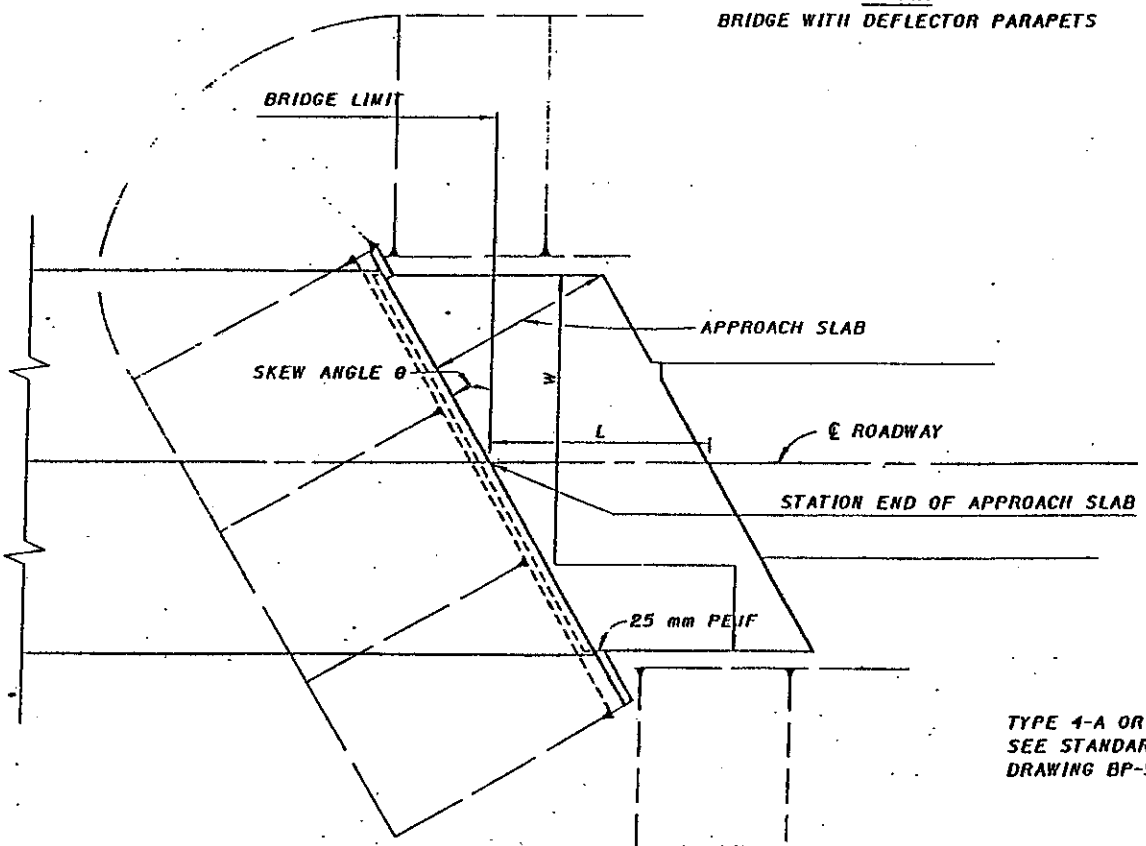 BRIDGE WITH DEFLECTOR PARAPETS
BRIDGE LIMIT
APPROACH SLAB
SKEW ANGLE θ
W
L
℄ ROADWAY
STATION END OF APPROACH SLAB
25 mm PEJF
TYPE 4-A OR
SEE STANDAR
DRAWING BP-